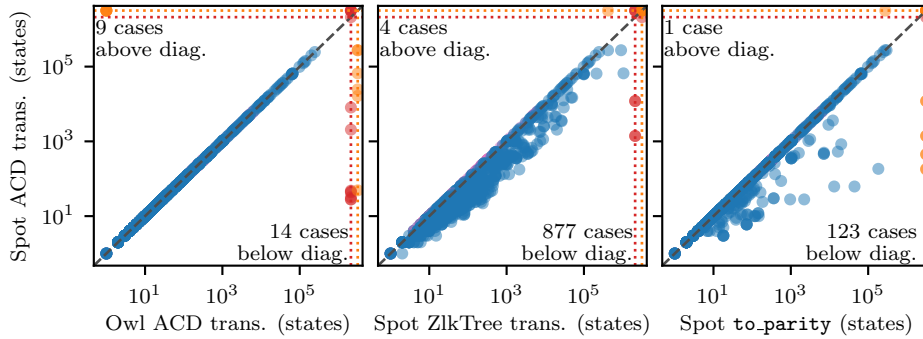 9 cases
above diag.
4 cases
above diag.
1 case
above diag.
Spot ACD trans. (states)
10^5
10^3
10^1
14 cases
below diag.
877 cases
below diag.
123 cases
below diag.
10^1 10^3 10^5
10^1 10^3 10^5
10^1 10^3 10^5
Owl ACD trans. (states)
Spot ZlkTree trans. (states)
Spot to_parity (states)